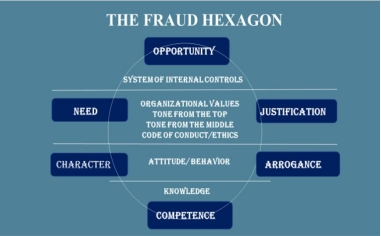 THE FRAUD HEXAGON
OPPORTUNITY
SYSTEM OF INTERNAL CONTROLS
NEED
ORGANIZATIONAL VALUES
TONE FROM THE TOP
TONE FROM THE MIDDLE
CODE OF CONDUCT/ETHICS
JUSTIFICATION
CHARACTER
ATTITUDE/BEHAVIOR
ARROGANCE
KNOWLEDGE
COMPETENCE